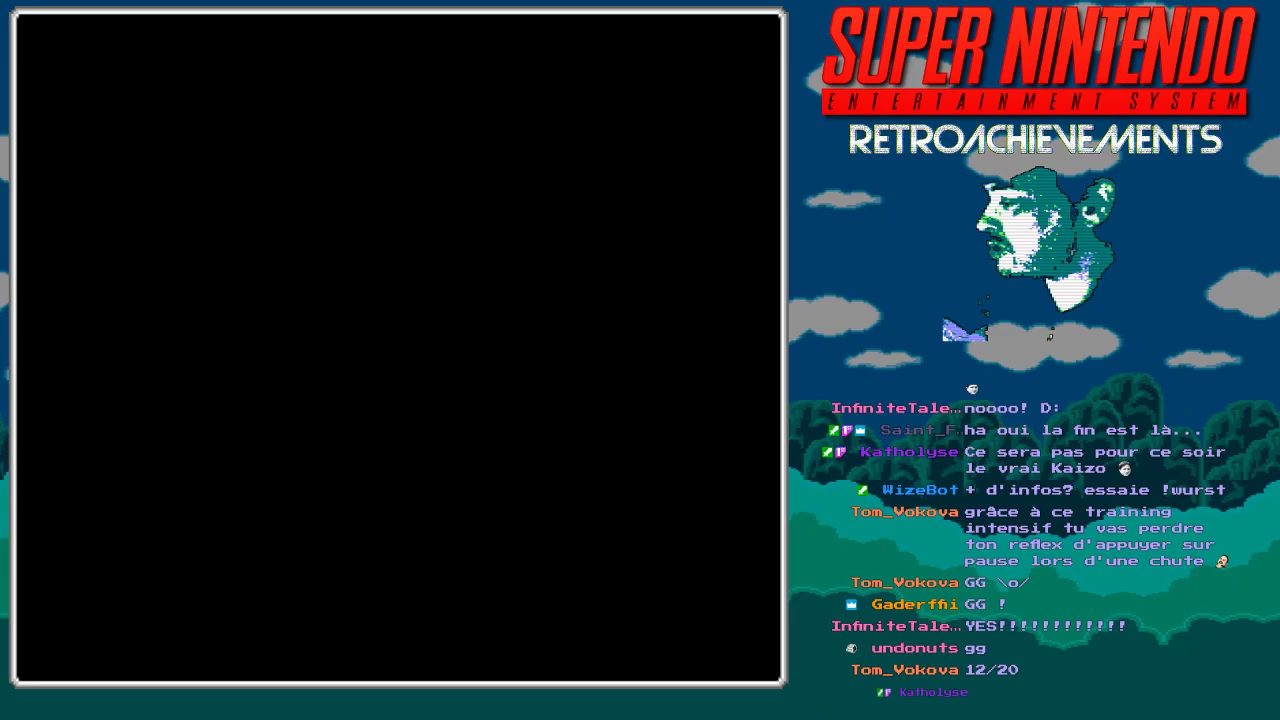 SUPER NINTENDO
ENTERTAINMENT SYSTEM
RETROACHIEVEMENTS
InfiniteTale… noooo! D:
Saint_F… ha oui la fin est là...
Katholyse Ce sera pas pour ce soir
le vrai Kaizo
WizeBot + d'infos? essaie !wurst
Tom_Vokova grâce à ce training
intensif tu vas perdre
ton reflex d'appuyer sur
pause lors d'une chute
Tom_Vokova GG \o/
Gaderffii GG !
InfiniteTale… YES!!!!!!!!!!!!
undonuts gg
Tom_Vokova 12/20
Katholyse